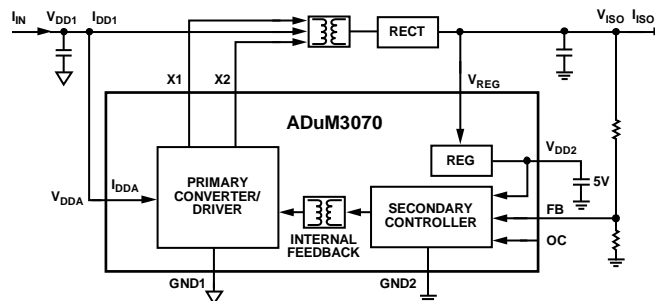 I_IN V_DD1 I_DD1 V_ISO I_ISO
RECT
X1 X2 V_REG
ADuM3070
REG V_DD2
5V
V_DDA I_DDA
PRIMARY
CONVERTER/
DRIVER
INTERNAL
FEEDBACK
SECONDARY
CONTROLLER
FB
OC
GND1 GND2